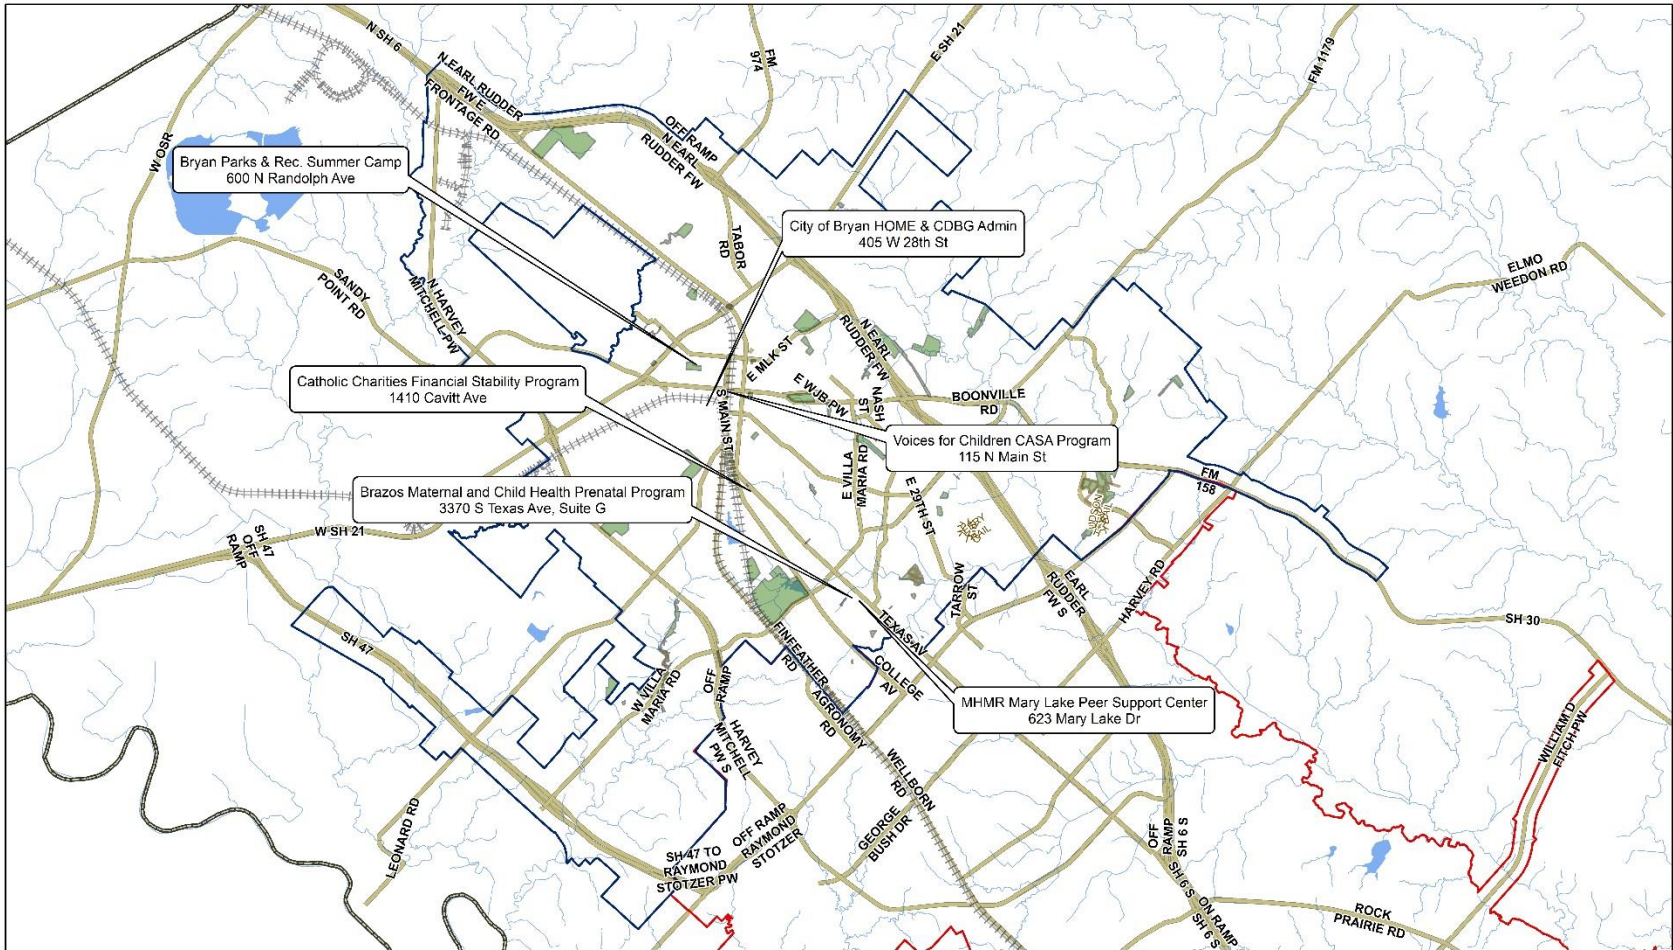 N SH 6
N EARL RUDDER
FW E
FRONTAGE RD
FM
974
E SH 21
FM 1179
W OSR
OFF RAMP
N EARL
RUDDER FW
Bryan Parks & Rec. Summer Camp
600 N Randolph Ave
City of Bryan HOME & CDBG Admin
405 W 28th St
TABOR
RD
SANDY
POINT RD
N HARVEY
MITCHELL PW
ELMO
WEEDON RD
N EARL
RUDDER FW
E MLK ST
Catholic Charities Financial Stability Program
1410 Cavitt Ave
E WJB PW
NASH
ST
BOONVILLE
RD
S MAIN ST
Voices for Children CASA Program
115 N Main St
E VILLA
MARIA RD
FM
158
Brazos Maternal and Child Health Prenatal Program
3370 S Texas Ave, Suite G
E 29TH ST
W SH 21
SH 47
OFF
RAMP
TARROW
ST
EARL
RUDDER
FW S
HARVEY RD
SH 30
SH 47
FINFEATHER
RD
TEXAS AV
COLLEGE
AV
W VILLA
MARIA RD
OFF
RAMP
AGRONOMY
RD
MHMR Mary Lake Peer Support Center
623 Mary Lake Dr
HARVEY
MITCHELL
PW S
WELLBORN
RD
WILLIAM D
FITCH PW
LEONARD RD
OFF RAMP
RAYMOND
STOTZER
GEORGE
BUSH DR
OFF
RAMP
SH 6 S
SH 47 TO
RAYMOND
STOTZER PW
SH 6 S
ON RAMP
SH 6 S
ROCK
PRAIRIE RD